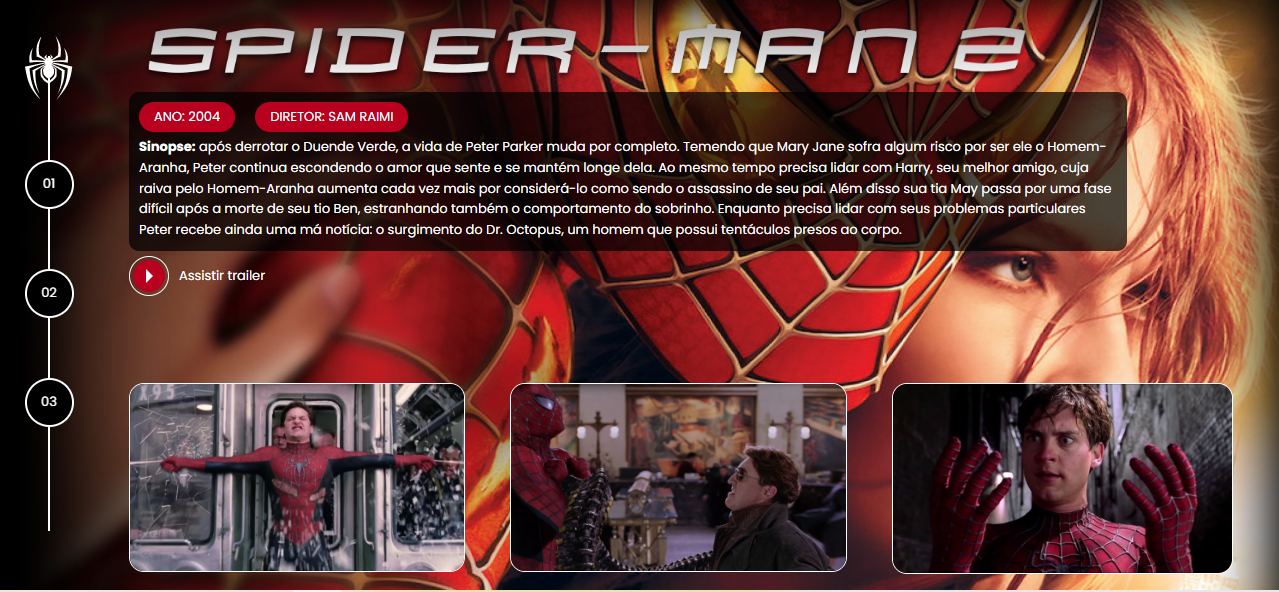 SPIDER-MAN 2
ANO: 2004
DIRETOR: SAM RAIMI
Sinopse: após derrotar o Duende Verde, a vida de Peter Parker muda por completo. Temendo que Mary Jane sofra algum risco por ser ele o Homem-
Aranha, Peter continua escondendo o amor que sente e se mantém longe dela. Ao mesmo tempo precisa lidar com Harry, seu melhor amigo, cuja
raiva pelo Homem-Aranha aumenta cada vez mais por considerá-lo como sendo o assassino de seu pai. Além disso sua tia May passa por uma fase
difícil após a morte de seu tio Ben, estranhando também o comportamento do sobrinho. Enquanto precisa lidar com seus problemas particulares
Peter recebe ainda uma má notícia: o surgimento do Dr. Octopus, um homem que possui tentáculos presos ao corpo.
Assistir trailer
01
02
03